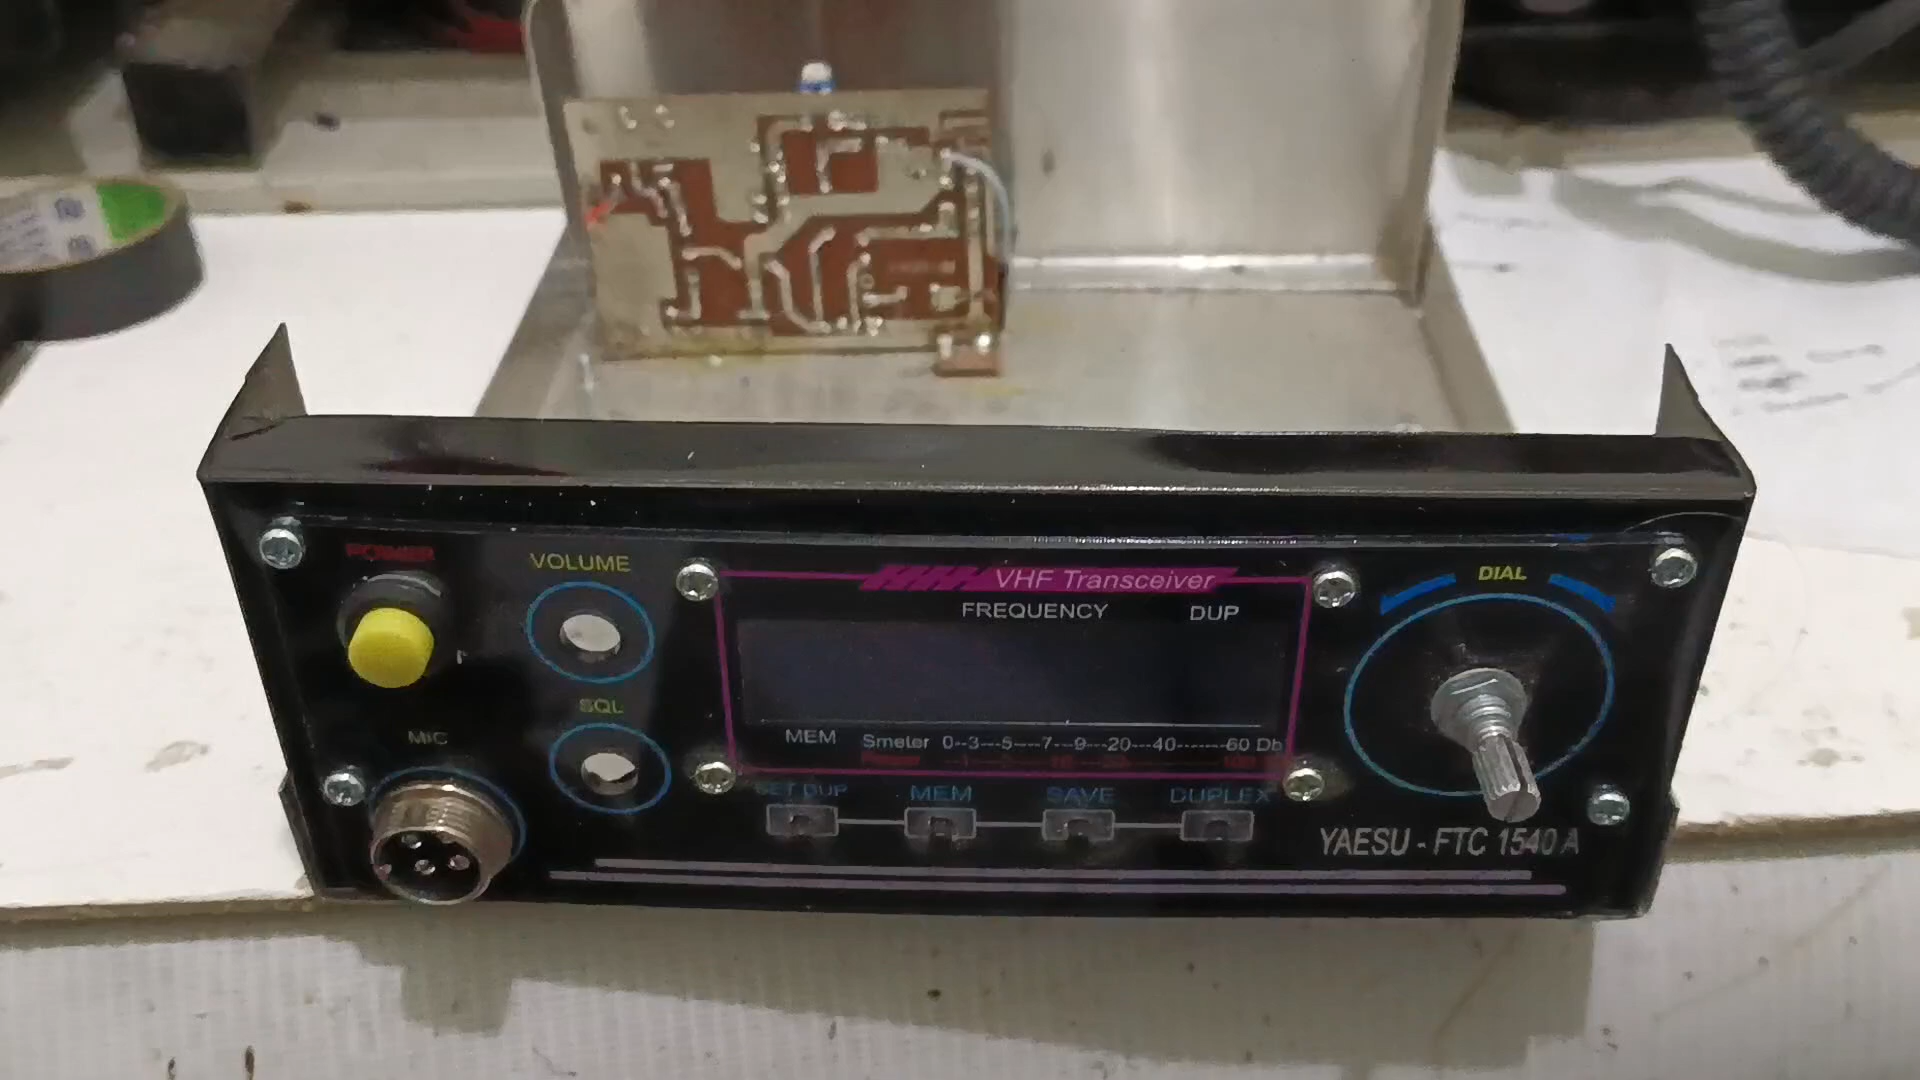 POWER
VOLUME
VHF Transceiver
FREQUENCY DUP
DIAL
SQL
MIC
MEM Smeter 0--3---5----7---9---20---40-------60 Db
SET DUP MEM SAVE DUPLEX
YAESU - FTC 1540 A